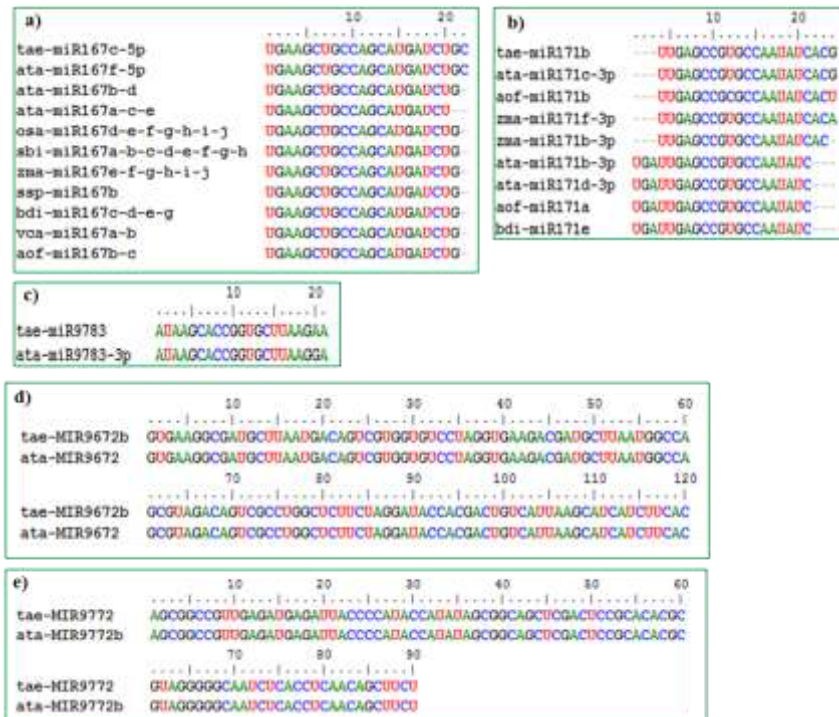 a)
10 20
tae-miR167c-5p UGAAGCUGCCAGCAUGAUCUGC
ata-miR167f-5p UGAAGCUGCCAGCAUGAUCUGC
ata-miR167b-d UGAAGCUGCCAGCAUGAUCUG-
ata-miR167a-c-e UGAAGCUGCCAGCAUGAUCU--
osa-miR167d-e-f-g-h-i-j UGAAGCUGCCAGCAUGAUCUG-
sbi-miR167a-b-c-d-e-f-g-h UGAAGCUGCCAGCAUGAUCUG-
zma-miR167e-f-g-h-i-j UGAAGCUGCCAGCAUGAUCUG-
ssp-miR167b UGAAGCUGCCAGCAUGAUCUG-
bdi-miR167c-d-e-g UGAAGCUGCCAGCAUGAUCUG-
vca-miR167a-b UGAAGCUGCCAGCAUGAUCUG-
aof-miR167b-c UGAAGCUGCCAGCAUGAUCUG-
b)
10 20
tae-miR171b ---UUGAGCCGUGCCAAUAUCACG
ata-miR171c-3p ---UUGAGCCGUGCCAAUAUCACG
aof-miR171b ---UUGAGCCGCGCCAAUAUCACU
zma-miR171f-3p ---UUGAGCCGUGCCAAUAUCACA
zma-miR171b-3p ---UUGAGCCGUGCCAAUAUCAC-
ata-miR171b-3p UGAUUGAGCCGUGCCAAUAUC---
ata-miR171d-3p UGAUUGAGCCGUGCCAAUAUC---
aof-miR171a UGAUUGAGCCGUGCCAAUAUC---
bdi-miR171e UGAUUGAGCCGUGCCAAUAUC---
c)
10 20
tae-miR9783 AUAAGCACCGGUGCUUAAGAA
ata-miR9783-3p AUAAGCACCGGUGCUUAAGGA
d)
10 20 30 40 50 60
tae-MIR9672b GUGAAGGCGAUGCUUAAUGACAGUCGUGGUGUCCUAGGUGAAGACGAUGCUUAAUGGCCA
ata-MIR9672 GUGAAGGCGAUGCUUAAUGACAGUCGUGGUGUCCUAGGUGAAGACGAUGCUUAAUGGCCA
70 80 90 100 110 120
tae-MIR9672b GCGUAGACAGUCGCCUGGCUCUUCUAGGAUACCACGACUGUCAUUAAGCAUCAUCUUCAC
ata-MIR9672 GCGUAGACAGUCGCCUGGCUCUUCUAGGAUACCACGACUGUCAUUAAGCAUCAUCUUCAC
e)
10 20 30 40 50 60
tae-MIR9772 AGCGGCCGUUGAGAUGAGAUUACCCCAUACCAUAUAGCGGCAGCUCGACUCCGCACACGC
ata-MIR9772b AGCGGCCGUUGAGAUGAGAUUACCCCAUACCAUAUAGCGGCAGCUCGACUCCGCACACGC
70 80 90
tae-MIR9772 GUAGGGGGCAAUCUCACCUCAACAGCUUCU
ata-MIR9772b GUAGGGGGCAAUCUCACCUCAACAGCUUCU